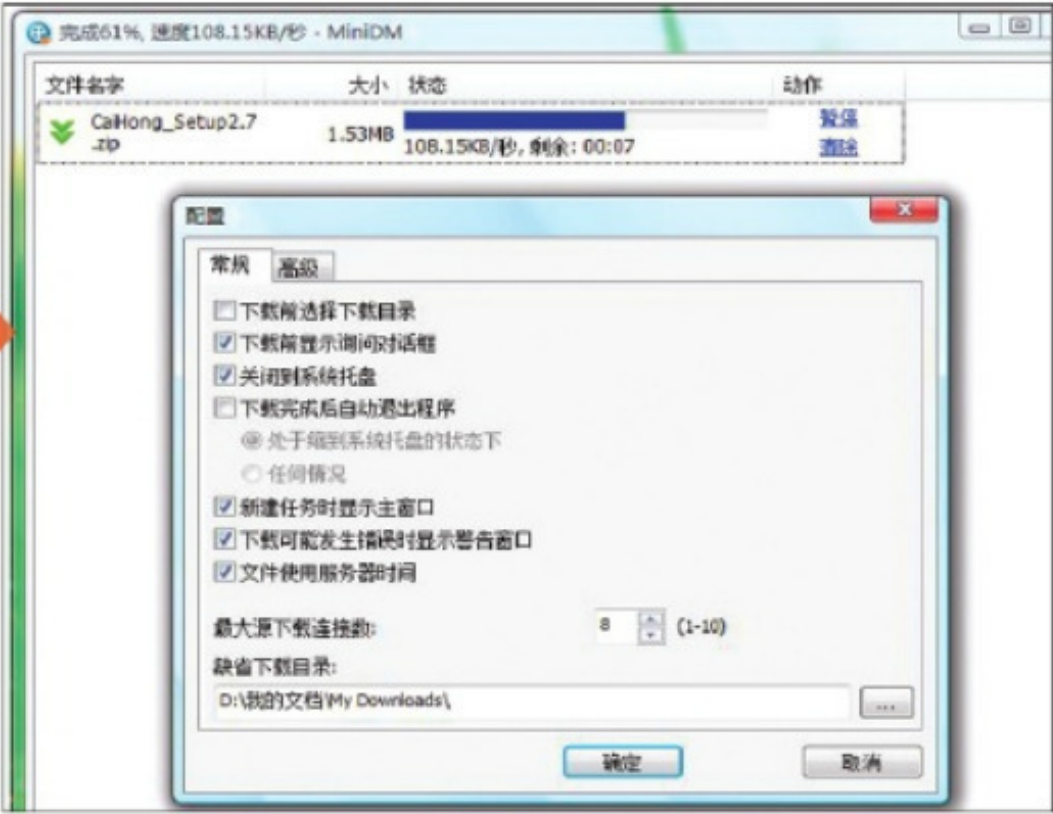 完成61%, 速度108.15KB/秒 - MiniDM
文件名字 大小 状态 动作
CaiHong_Setup2.7
.zip
1.53MB
108.15KB/秒, 剩余: 00:07
暂停
清除
配置
常规 高级
下载前选择下载目录
下载前显示询问对话框
关闭到系统托盘
下载完成后自动退出程序
处于缩到系统托盘的状态下
任何情况
新建任务时显示主窗口
下载可能发生错误时显示警告窗口
文件使用服务器时间
最大源下载连接数: 8 (1-10)
缺省下载目录:
D:\我的文档\My Downloads\
...
确定 取消